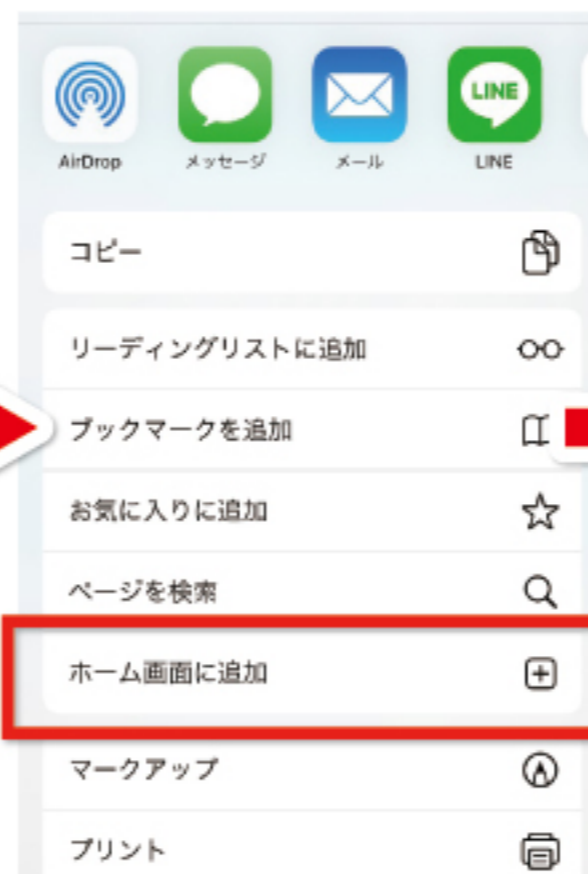 LINE
AirDrop
メッセージ
メール
LINE
コピー
リーディングリストに追加
ブックマークを追加
お気に入りに追加
ページを検索
ホーム画面に追加
マークアップ
プリント